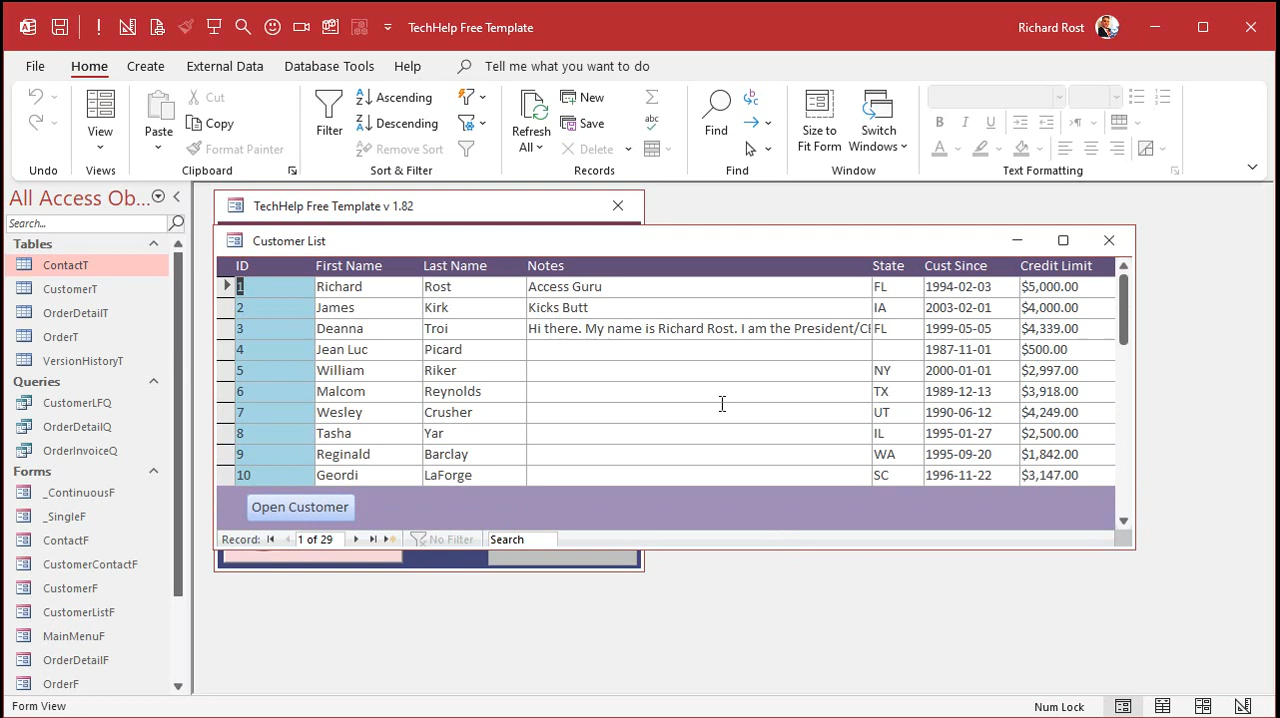 TechHelp Free Template
Richard Rost
File Home Create External Data Database Tools Help Tell me what you want to do
Undo
View
Views
Paste
Cut
Copy
Format Painter
Clipboard
Filter
Ascending
Descending
Remove Sort
Sort & Filter
Refresh All
New
Save
Delete
Records
Find
Find
Size to Fit Form
Switch Windows
Window
B I U
A
Text Formatting
All Access Ob...
Search...
Tables
ContactT
CustomerT
OrderDetailT
OrderT
VersionHistoryT
Queries
CustomerLFQ
OrderDetailQ
OrderInvoiceQ
Forms
_ContinuousF
_SingleF
ContactF
CustomerContactF
CustomerF
CustomerListF
MainMenuF
OrderDetailF
OrderF
TechHelp Free Template v 1.82
Customer List
ID First Name Last Name Notes State Cust Since Credit Limit
1 Richard Rost Access Guru FL 1994-02-03 $5,000.00
2 James Kirk Kicks Butt IA 2003-02-01 $4,000.00
3 Deanna Troi Hi there. My name is Richard Rost. I am the President/CE FL 1999-05-05 $4,339.00
4 Jean Luc Picard 1987-11-01 $500.00
5 William Riker NY 2000-01-01 $2,997.00
6 Malcom Reynolds TX 1989-12-13 $3,918.00
7 Wesley Crusher UT 1990-06-12 $4,249.00
8 Tasha Yar IL 1995-01-27 $2,500.00
9 Reginald Barclay WA 1995-09-20 $1,842.00
10 Geordi LaForge SC 1996-11-22 $3,147.00
Open Customer
Record: 1 of 29 No Filter Search
Form View
Num Lock